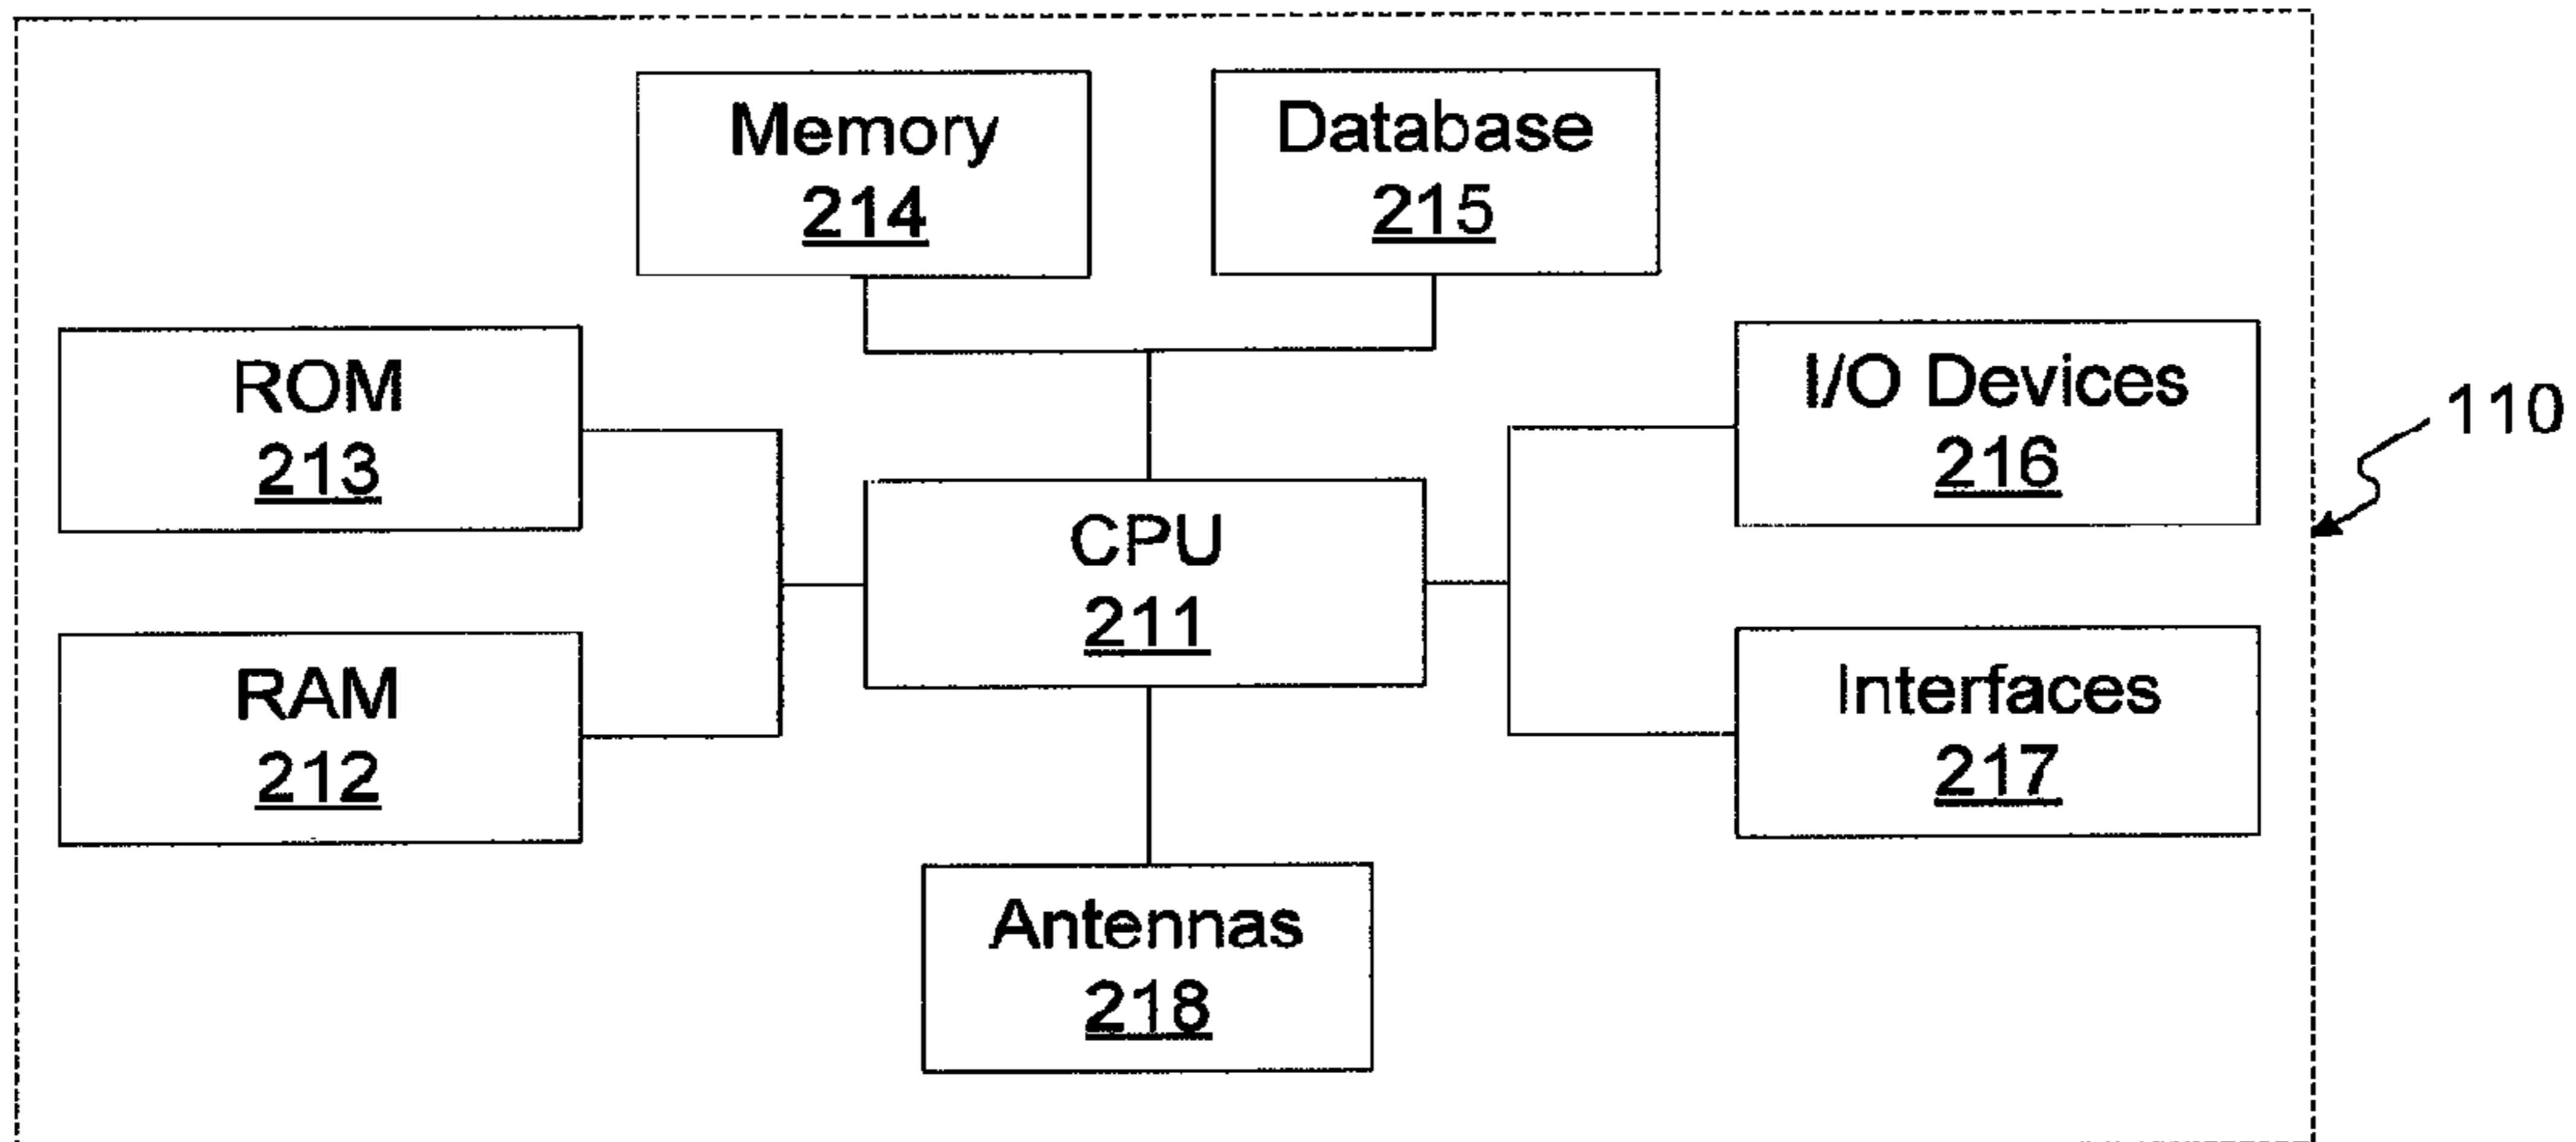 Memory
214
Database
215
ROM
213
I/O Devices
216
110
CPU
211
RAM
212
Interfaces
217
Antennas
218